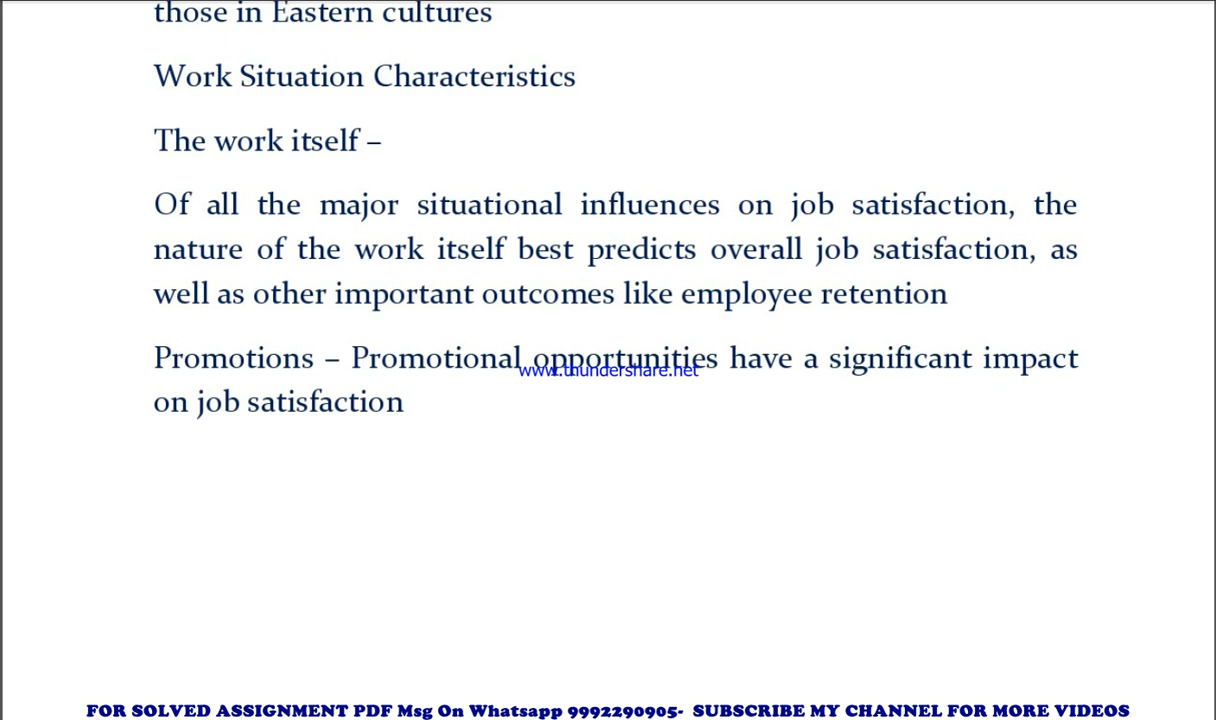 those in Eastern cultures
Work Situation Characteristics
The work itself –
Of all the major situational influences on job satisfaction, the
nature of the work itself best predicts overall job satisfaction, as
well as other important outcomes like employee retention
Promotions – Promotional opportunities have a significant impact
www.thundershare.net
on job satisfaction
FOR SOLVED ASSIGNMENT PDF Msg On Whatsapp 9992290905- SUBSCRIBE MY CHANNEL FOR MORE VIDEOS